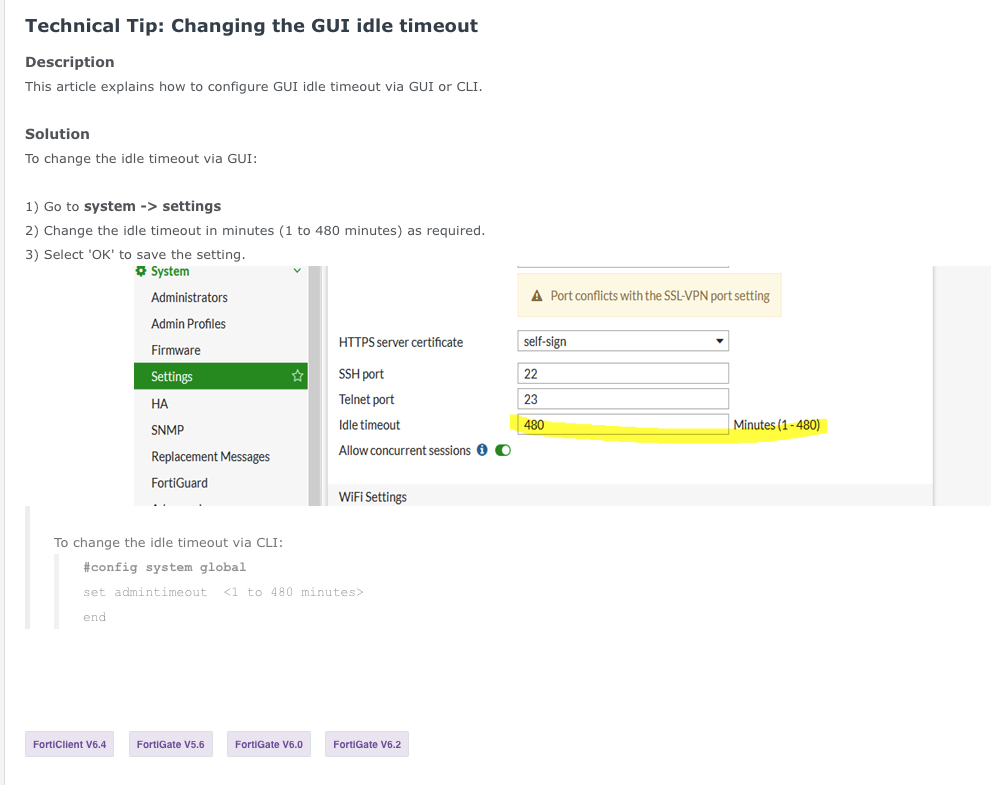 Technical Tip: Changing the GUI idle timeout
Description
This article explains how to configure GUI idle timeout via GUI or CLI.
Solution
To change the idle timeout via GUI:
1) Go to system -> settings
2) Change the idle timeout in minutes (1 to 480 minutes) as required.
3) Select 'OK' to save the setting.
System
Administrators
Admin Profiles
Firmware
Settings
HA
SNMP
Replacement Messages
FortiGuard
Port conflicts with the SSL-VPN port setting
HTTPS server certificate self-sign
SSH port 22
Telnet port 23
Idle timeout 480 Minutes (1 - 480)
Allow concurrent sessions
WiFi Settings
To change the idle timeout via CLI:
#config system global
set admintimeout <1 to 480 minutes>
end
FortiClient V6.4 FortiGate V5.6 FortiGate V6.0 FortiGate V6.2